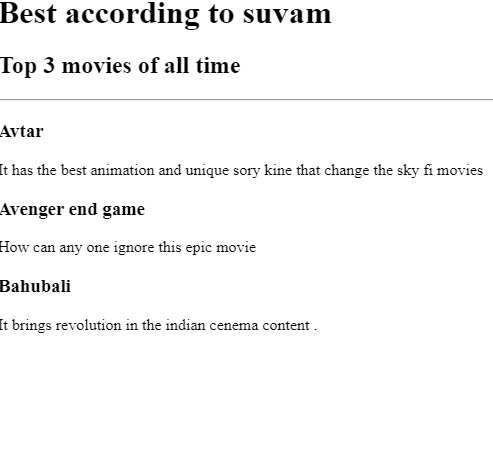 Best according to suvam
Top 3 movies of all time
Avtar
It has the best animation and unique sory kine that change the sky fi movies
Avenger end game
How can any one ignore this epic movie
Bahubali
It brings revolution in the indian cenema content .